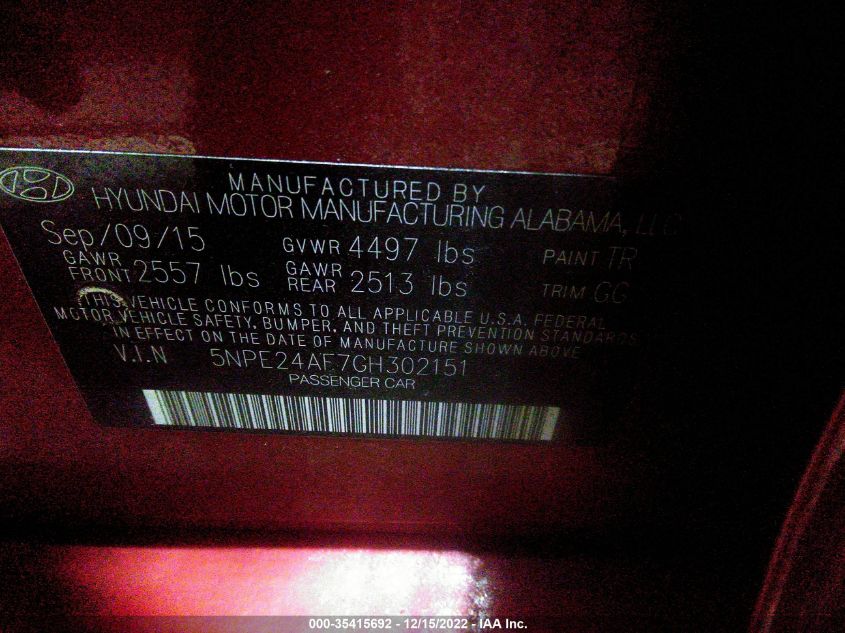 MANUFACTURED BY
HYUNDAI MOTOR MANUFACTURING ALABAMA, LLC
Sep/09/15 GVWR 4497 lbs PAINT TR
GAWR FRONT 2557 lbs GAWR REAR 2513 lbs TRIM GG
THIS VEHICLE CONFORMS TO ALL APPLICABLE U.S.A. FEDERAL
MOTOR VEHICLE SAFETY, BUMPER, AND THEFT PREVENTION STANDARDS
IN EFFECT ON THE DATE OF MANUFACTURE SHOWN ABOVE
V.I.N 5NPE24AF7GH302151
PASSENGER CAR
000-35415692 - 12/15/2022 - IAA Inc.